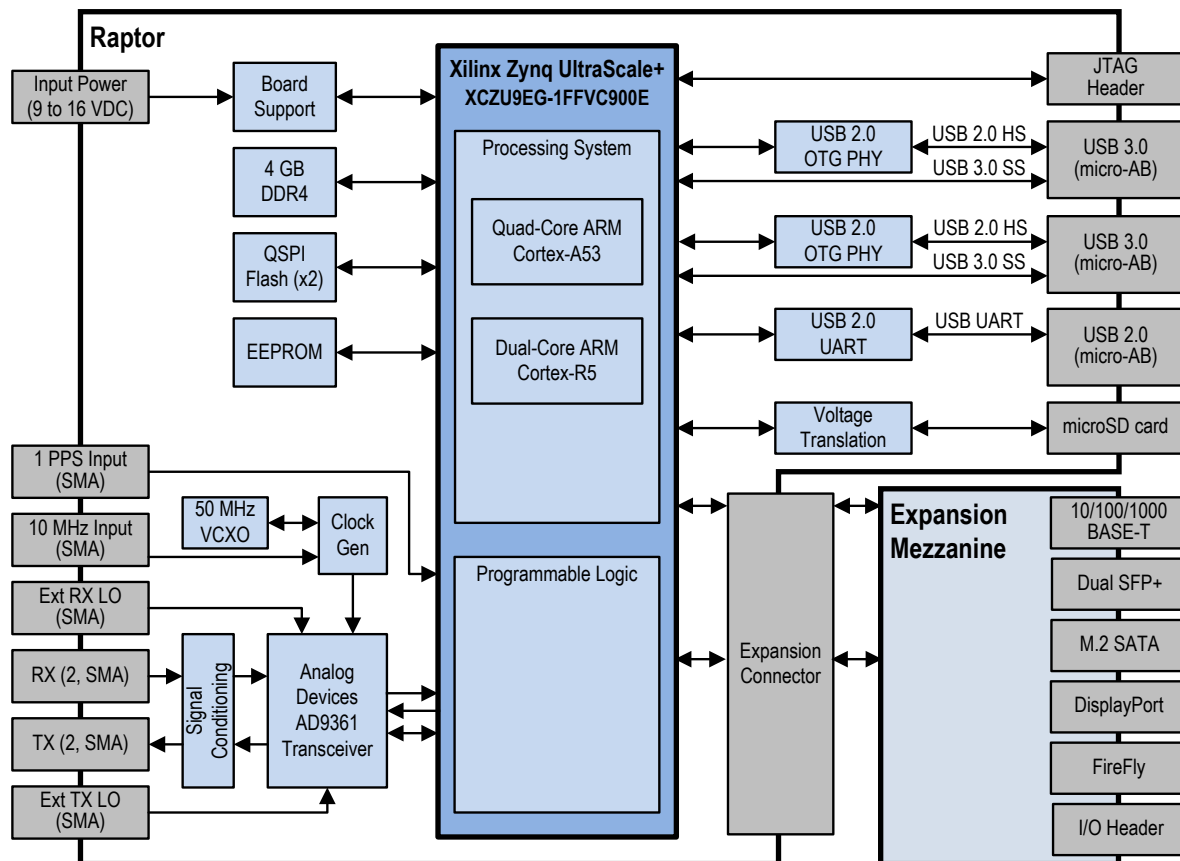 Raptor
Input Power
(9 to 16 VDC)
Board
Support
4 GB
DDR4
QSPI
Flash (x2)
EEPROM
1 PPS Input
(SMA)
10 MHz Input
(SMA)
Ext RX LO
(SMA)
RX (2, SMA)
TX (2, SMA)
Ext TX LO
(SMA)
50 MHz
VCXO
Clock
Gen
Signal
Conditioning
Analog
Devices
AD9361
Transceiver
Xilinx Zynq UltraScale+
XCZU9EG-1FFVC900E
Processing System
Quad-Core ARM
Cortex-A53
Dual-Core ARM
Cortex-R5
Programmable Logic
JTAG
Header
USB 2.0
OTG PHY
USB 2.0 HS
USB 3.0 SS
USB 3.0
(micro-AB)
USB 2.0
OTG PHY
USB 2.0 HS
USB 3.0 SS
USB 3.0
(micro-AB)
USB 2.0
UART
USB UART
USB 2.0
(micro-AB)
Voltage
Translation
microSD card
Expansion
Connector
Expansion
Mezzanine
10/100/1000
BASE-T
Dual SFP+
M.2 SATA
DisplayPort
FireFly
I/O Header